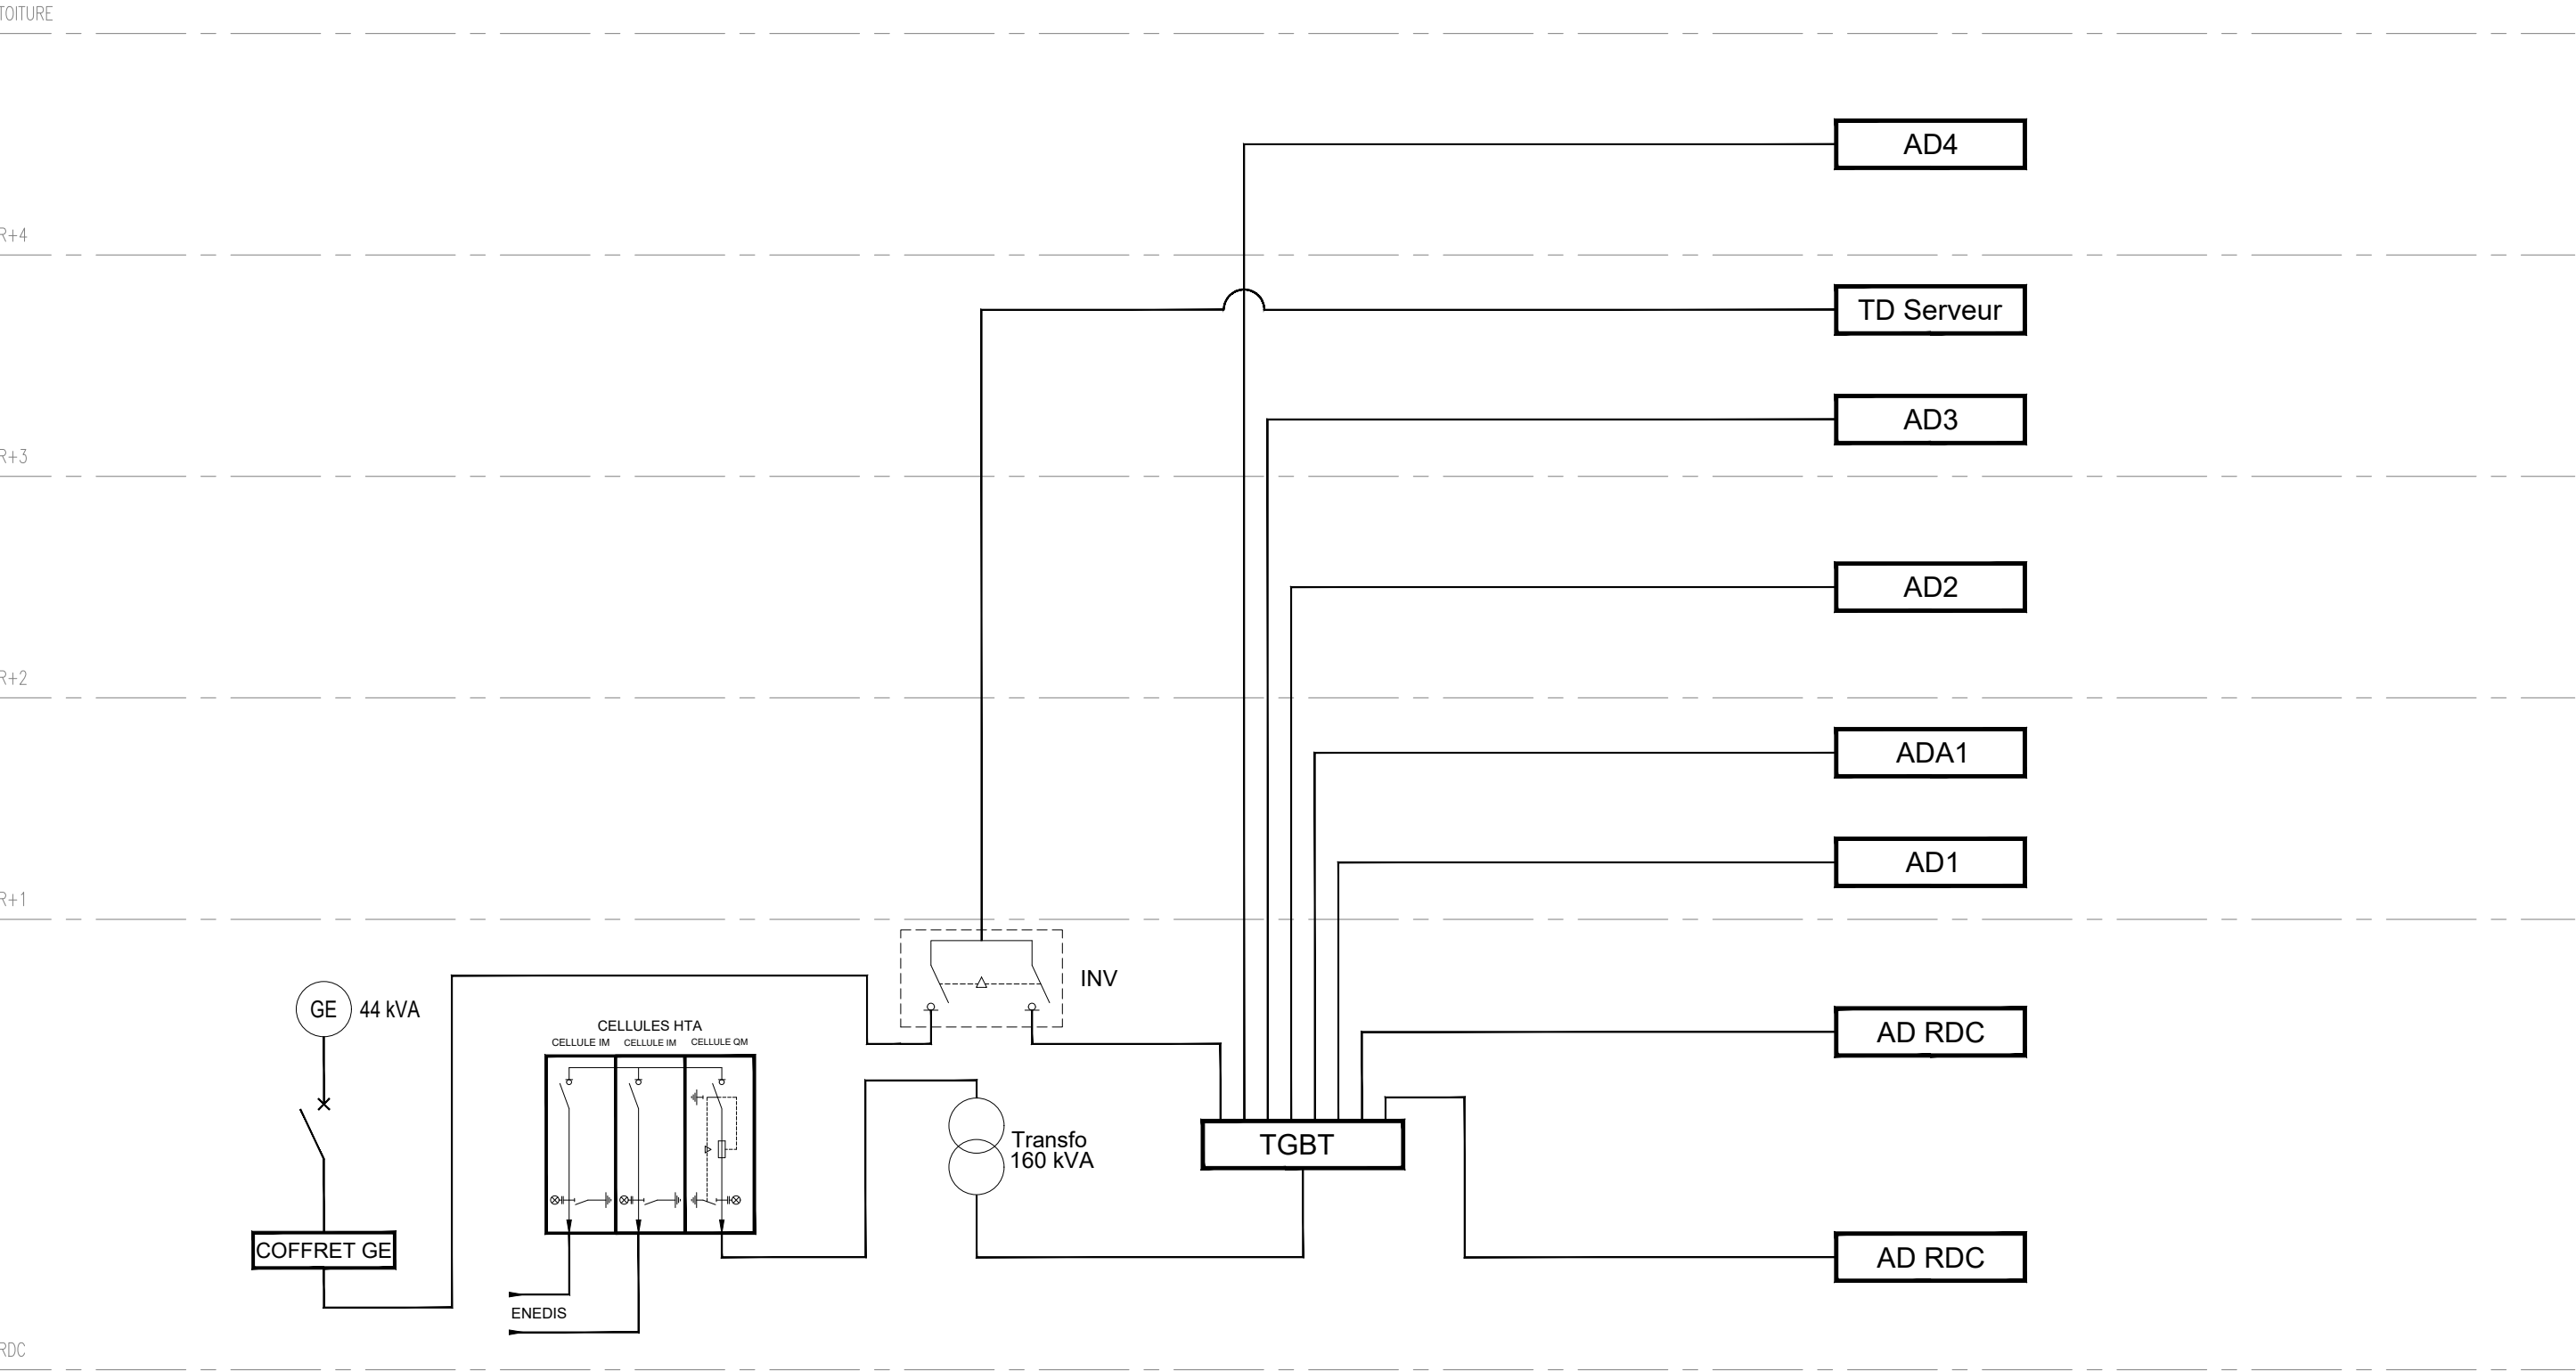 TOITURE
AD4
R+4
TD Serveur
AD3
R+3
AD2
R+2
ADA1
AD1
R+1
INV
GE
44 kVA
CELLULES HTA
CELLULE IM
CELLULE IM
CELLULE QM
AD RDC
Transfo
160 kVA
TGBT
COFFRET GE
AD RDC
ENEDIS
RDC